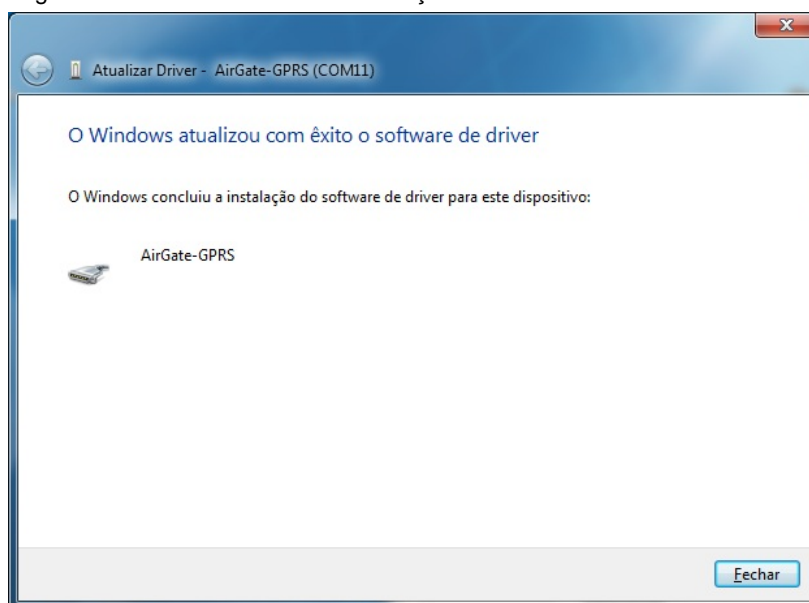 Atualizar Driver - AirGate-GPRS (COM11)
O Windows atualizou com êxito o software de driver
O Windows concluiu a instalação do software de driver para este dispositivo:
AirGate-GPRS
Fechar